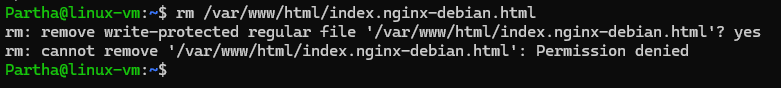 Partha@linux-vm:~$ rm /var/www/html/index.nginx-debian.html
rm: remove write-protected regular file '/var/www/html/index.nginx-debian.html'? yes
rm: cannot remove '/var/www/html/index.nginx-debian.html': Permission denied
Partha@linux-vm:~$